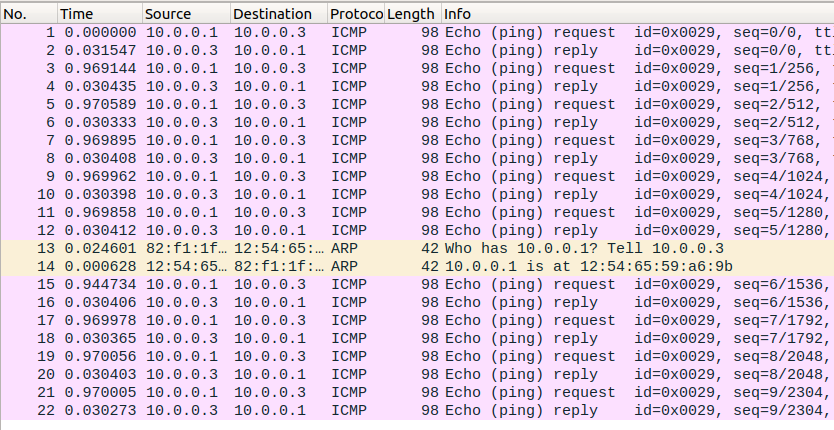 No. Time Source Destination Protoco Length Info
1 0.000000 10.0.0.1 10.0.0.3 ICMP 98 Echo (ping) request id=0x0029, seq=0/0, tt
2 0.031547 10.0.0.3 10.0.0.1 ICMP 98 Echo (ping) reply id=0x0029, seq=0/0, tt
3 0.969144 10.0.0.1 10.0.0.3 ICMP 98 Echo (ping) request id=0x0029, seq=1/256,
4 0.030435 10.0.0.3 10.0.0.1 ICMP 98 Echo (ping) reply id=0x0029, seq=1/256,
5 0.970589 10.0.0.1 10.0.0.3 ICMP 98 Echo (ping) request id=0x0029, seq=2/512,
6 0.030333 10.0.0.3 10.0.0.1 ICMP 98 Echo (ping) reply id=0x0029, seq=2/512,
7 0.969895 10.0.0.1 10.0.0.3 ICMP 98 Echo (ping) request id=0x0029, seq=3/768,
8 0.030408 10.0.0.3 10.0.0.1 ICMP 98 Echo (ping) reply id=0x0029, seq=3/768,
9 0.969962 10.0.0.1 10.0.0.3 ICMP 98 Echo (ping) request id=0x0029, seq=4/1024,
10 0.030398 10.0.0.3 10.0.0.1 ICMP 98 Echo (ping) reply id=0x0029, seq=4/1024,
11 0.969858 10.0.0.1 10.0.0.3 ICMP 98 Echo (ping) request id=0x0029, seq=5/1280,
12 0.030412 10.0.0.3 10.0.0.1 ICMP 98 Echo (ping) reply id=0x0029, seq=5/1280,
13 0.024601 82:f1:1f… 12:54:65:… ARP 42 Who has 10.0.0.1? Tell 10.0.0.3
14 0.000628 12:54:65… 82:f1:1f:… ARP 42 10.0.0.1 is at 12:54:65:59:a6:9b
15 0.944734 10.0.0.1 10.0.0.3 ICMP 98 Echo (ping) request id=0x0029, seq=6/1536,
16 0.030406 10.0.0.3 10.0.0.1 ICMP 98 Echo (ping) reply id=0x0029, seq=6/1536,
17 0.969978 10.0.0.1 10.0.0.3 ICMP 98 Echo (ping) request id=0x0029, seq=7/1792,
18 0.030365 10.0.0.3 10.0.0.1 ICMP 98 Echo (ping) reply id=0x0029, seq=7/1792,
19 0.970056 10.0.0.1 10.0.0.3 ICMP 98 Echo (ping) request id=0x0029, seq=8/2048,
20 0.030403 10.0.0.3 10.0.0.1 ICMP 98 Echo (ping) reply id=0x0029, seq=8/2048,
21 0.970005 10.0.0.1 10.0.0.3 ICMP 98 Echo (ping) request id=0x0029, seq=9/2304,
22 0.030273 10.0.0.3 10.0.0.1 ICMP 98 Echo (ping) reply id=0x0029, seq=9/2304,